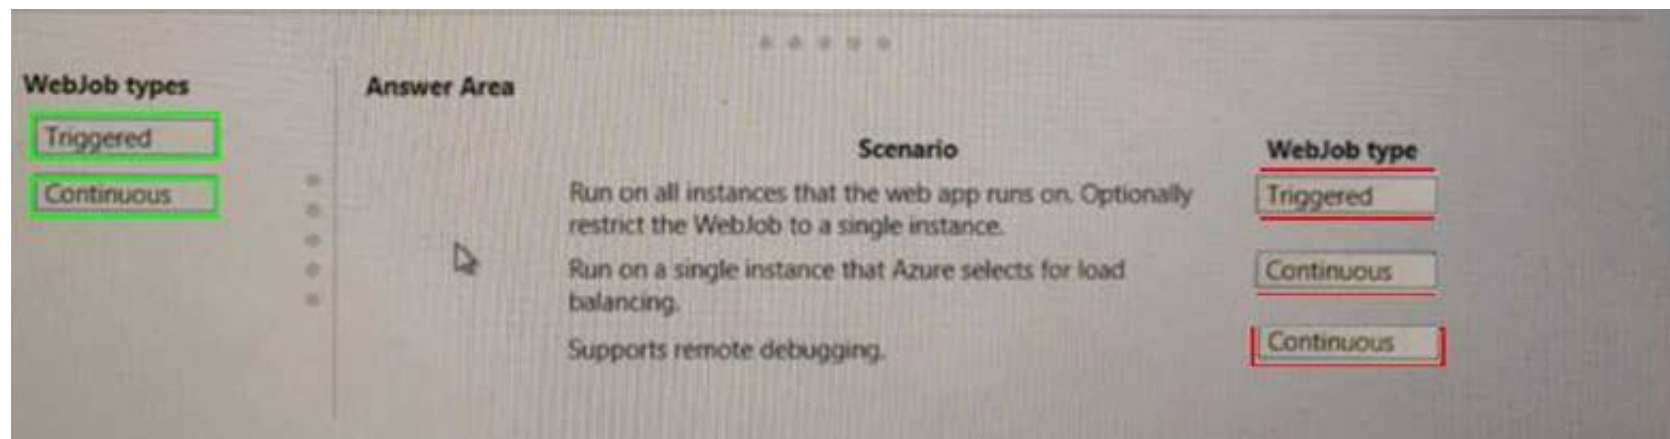 WebJob types
Triggered
Continuous
Answer Area
Scenario
WebJob type
Run on all instances that the web app runs on. Optionally
restrict the WebJob to a single instance.
Triggered
Run on a single instance that Azure selects for load
balancing.
Continuous
Supports remote debugging.
Continuous